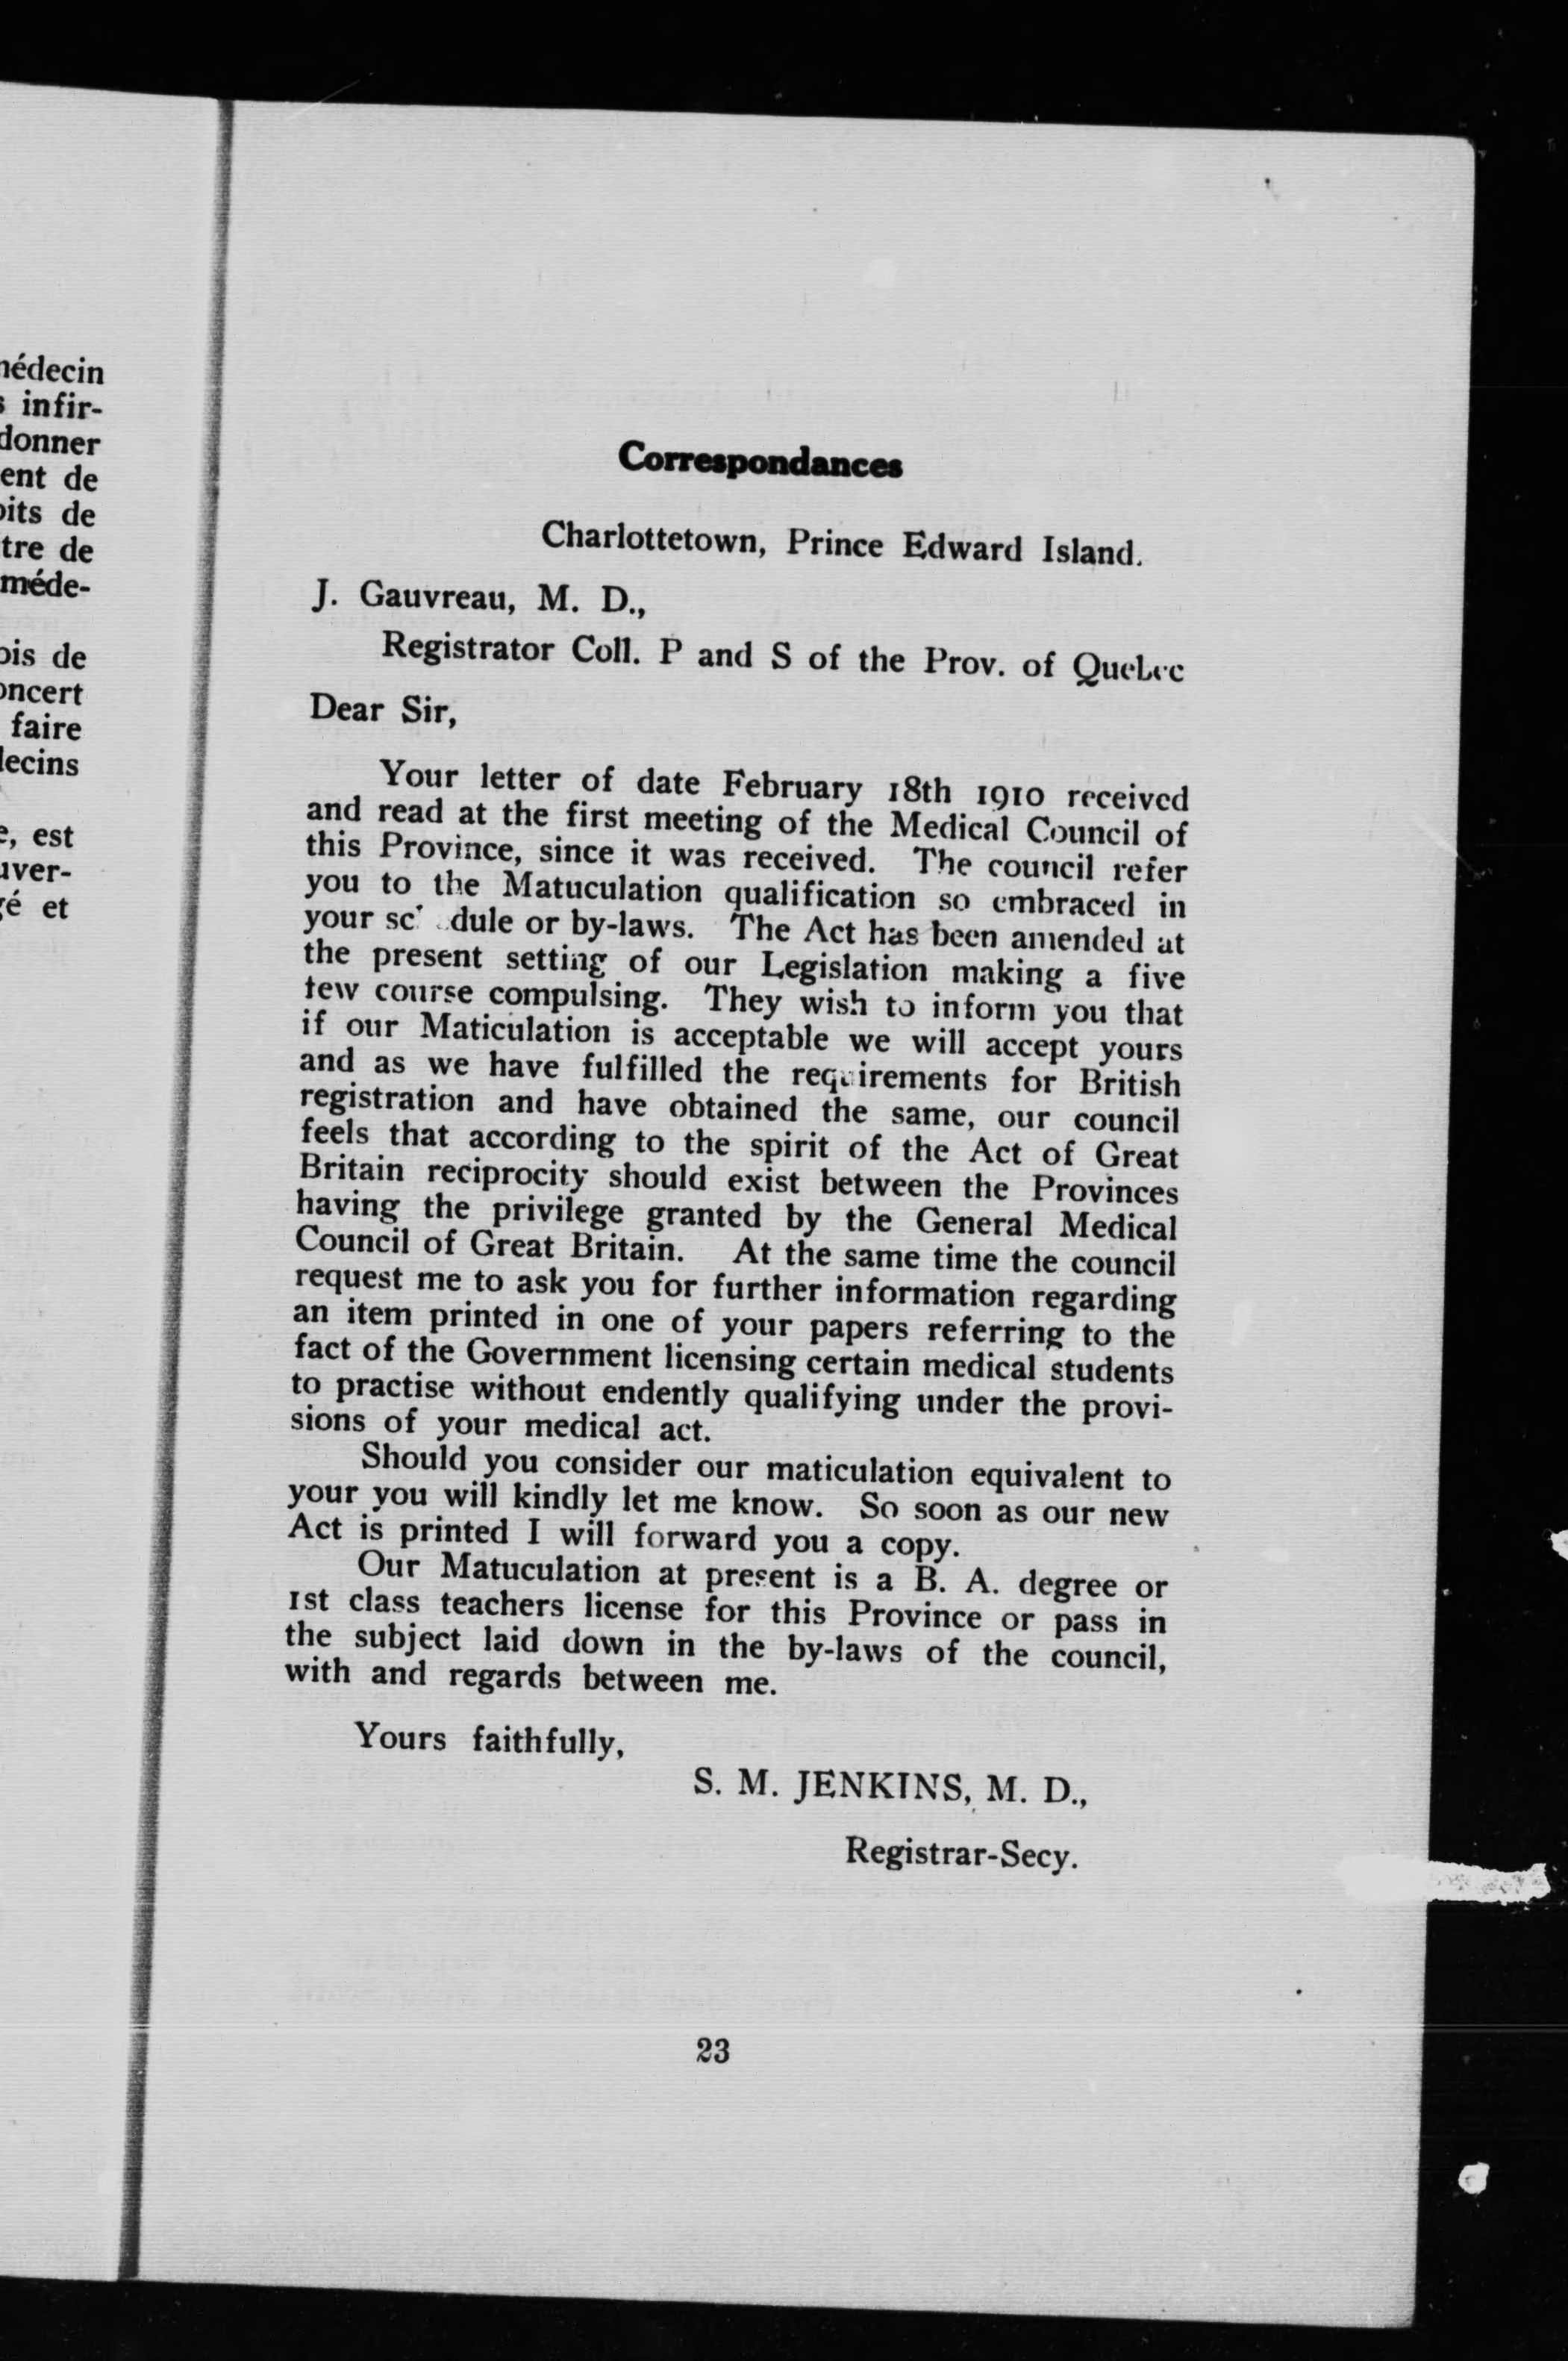 médecin
infir-
donner
ent de
tre de
méde-
de
faire
est
et
Correspondances
Charlottetown, Prince Edward Island.
J. Gauvreau, M. D.,
Registrator Coll. P and S of the Prov. of Quebec
Dear Sir,
Your letter of date February 18th 1910 received
and read at the first meeting of the Medical Council of
this Province, since it was received. The council refer
you to the Matuculation qualification so embraced in
your dule or by-laws. The Act has been amended at
the present setting of our Legislation making a five
tew course compulsing. They wish to inform you that
if our Maticulation is acceptable we will accept yours
and as we have fulfilled the requirements for British
registration and have obtained the same, our council
feels that according to the spirit of the Act of Great
Britain reciprocity should exist between the Provinces
having the privilege granted by the General Medical
Council of Great Britain. At the same time the council
request me to ask you for further information regarding
an item printed in one of your papers referring to the
fact of the Government licensing certain medical students
to practise without endently qualifying under the provi-
sions of your medical act.
Should you consider our maticulation equivalent to
your you will kindly let me know. So soon as our new
Act is printed I will forward you a copy.
Our Matuculation at present is a B. A. degree or
1st class teachers license for this Province or pass in
the subject laid down in the by-laws of the council,
with and regards between me.
Yours faithfully,
S. M. JENKINS, M. D.,
Registrar-Secy.
23